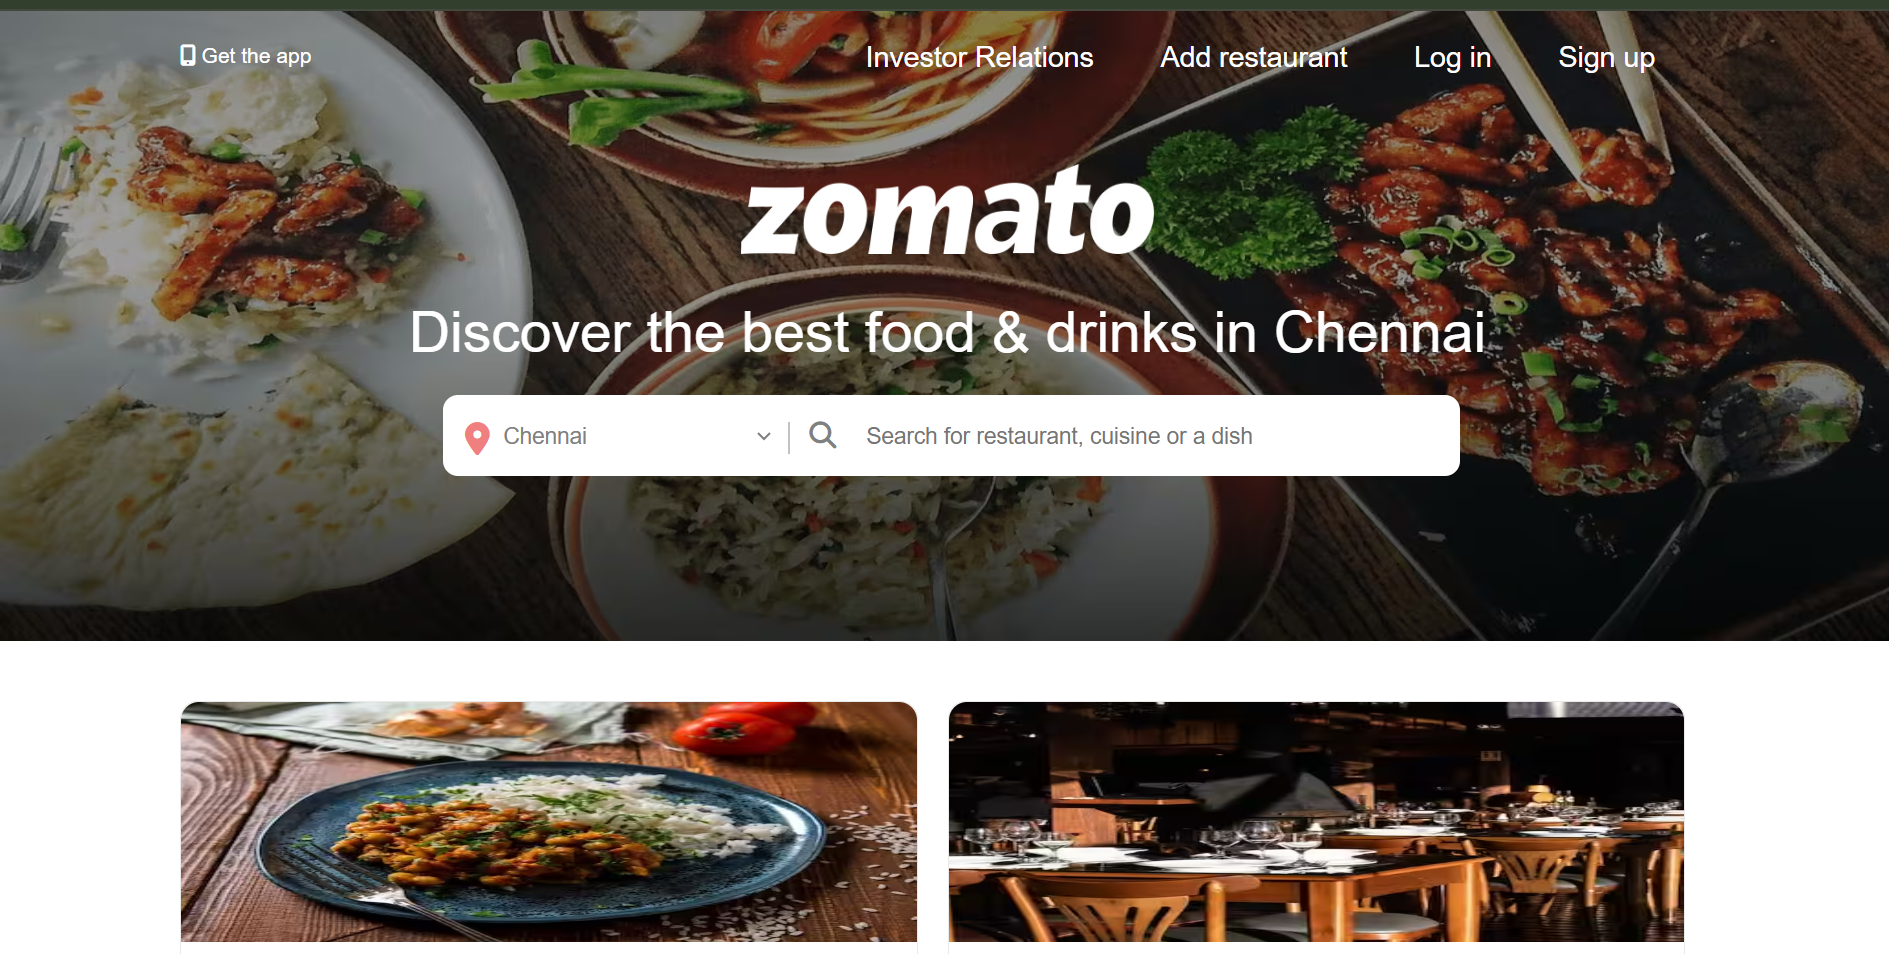 Get the app
Investor Relations
Add restaurant
Log in
Sign up
zomato
Discover the best food & drinks in Chennai
Chennai
Search for restaurant, cuisine or a dish